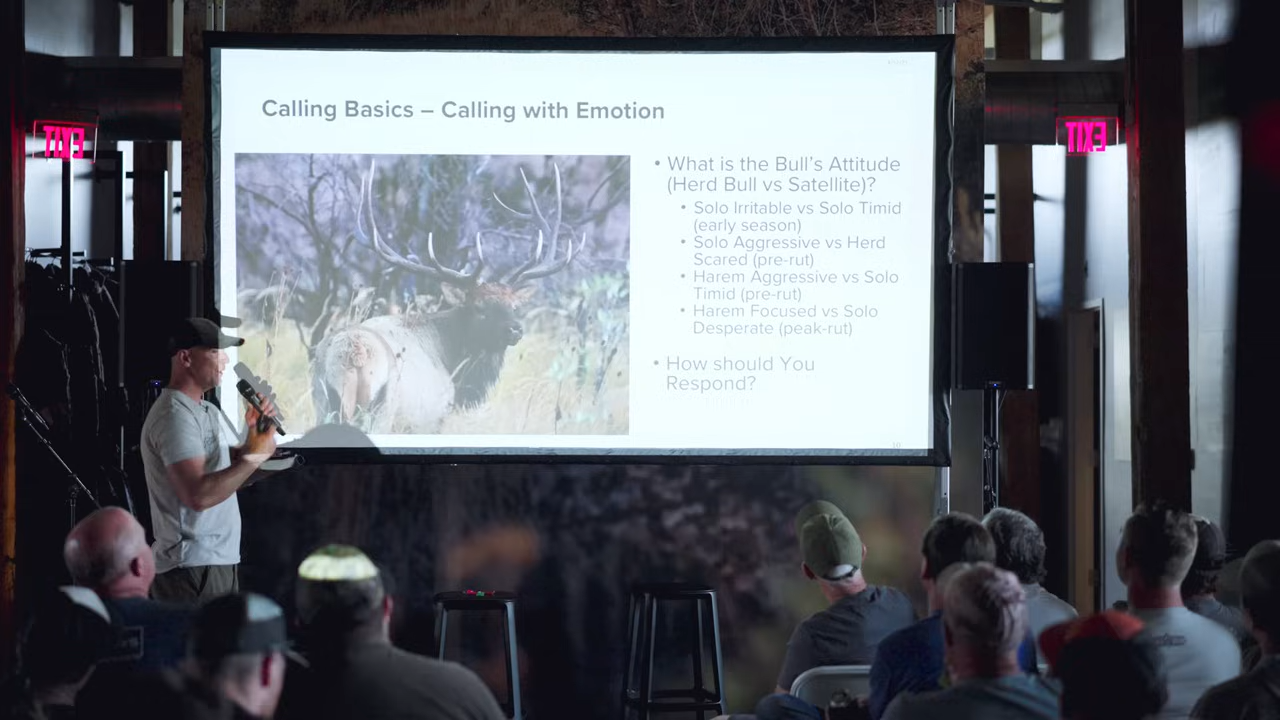 Calling Basics – Calling with Emotion
EXIT
EXIT
• What is the Bull's Attitude
(Herd Bull vs Satellite)?
• Solo Irritable vs Solo Timid
(early season)
• Solo Aggressive vs Herd
Scared (pre-rut)
• Harem Aggressive vs Solo
Timid (pre-rut)
• Harem Focused vs Solo
Desperate (peak-rut)
• How should You
Respond?